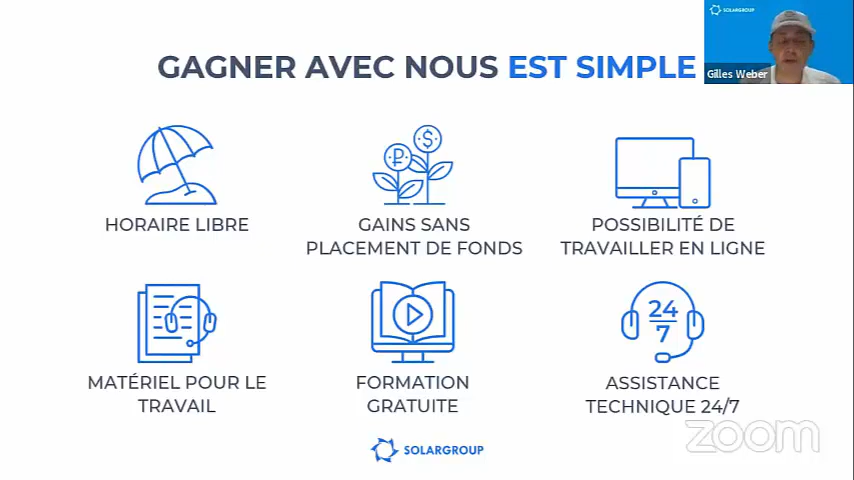 SOLARGROUP
Gilles Weber
GAGNER AVEC NOUS EST SIMPLE
HORAIRE LIBRE
GAINS SANS
PLACEMENT DE FONDS
POSSIBILITÉ DE
TRAVAILLER EN LIGNE
24
7
MATÉRIEL POUR LE
TRAVAIL
FORMATION
GRATUITE
ASSISTANCE
TECHNIQUE 24/7
SOLARGROUP
zoom